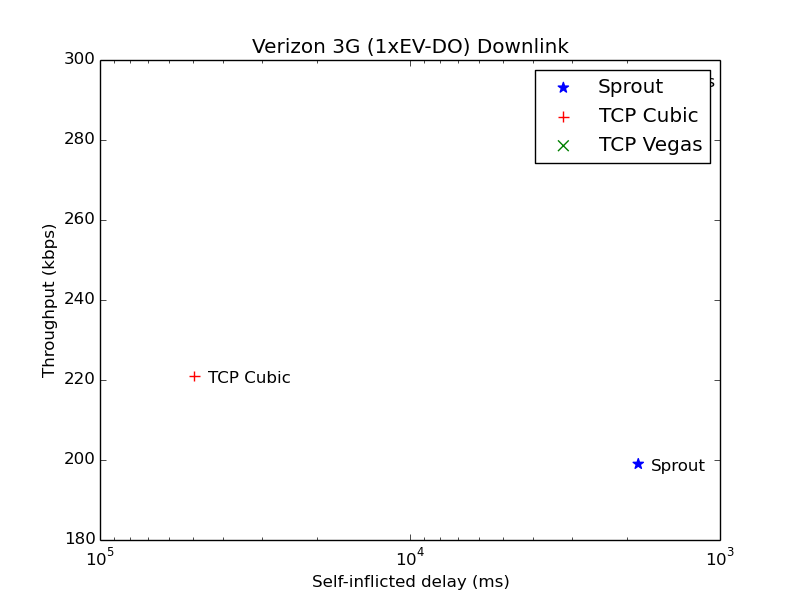 Verizon 3G (1xEV-DO) Downlink
300
280
260
240
220
200
180
Throughput (kbps)
Sprout
TCP Cubic
TCP Vegas
s
TCP Cubic
Sprout
10^5
10^4
10^3
Self-inflicted delay (ms)